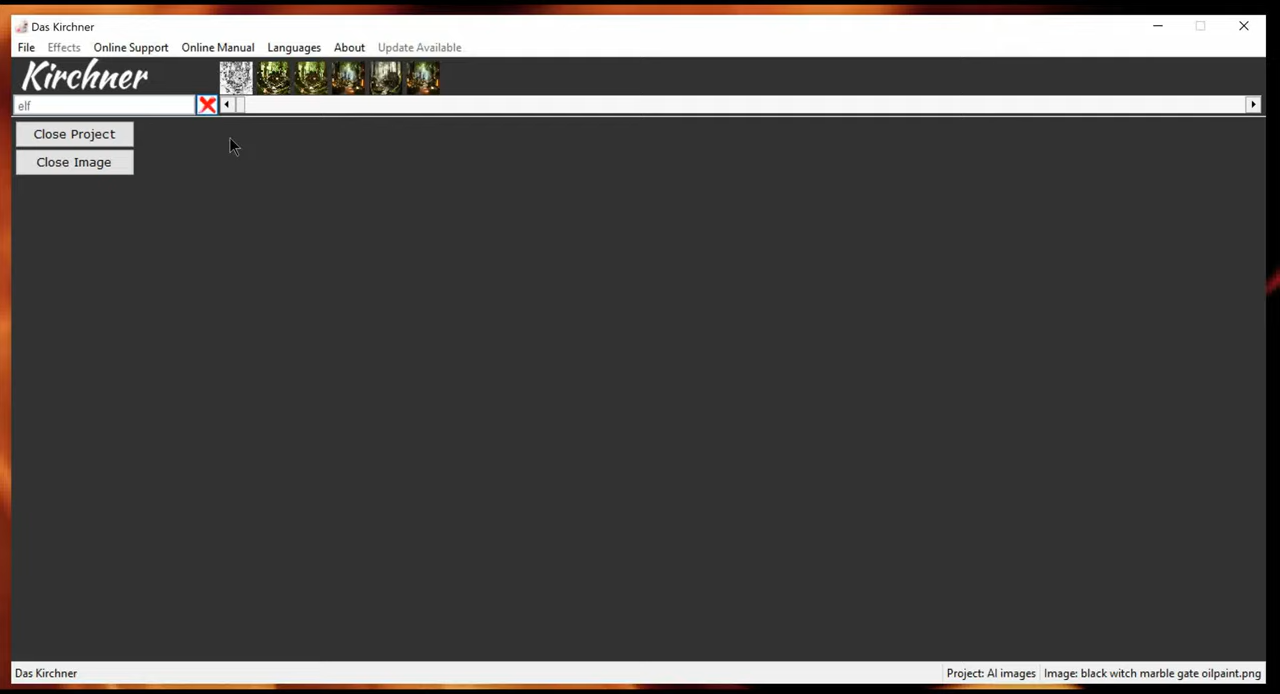 Das Kirchner
File Effects Online Support Online Manual Languages About Update Available
Kirchner
elf
Close Project
Close Image
Das Kirchner Project: AI images Image: black witch marble gate oilpaint.png